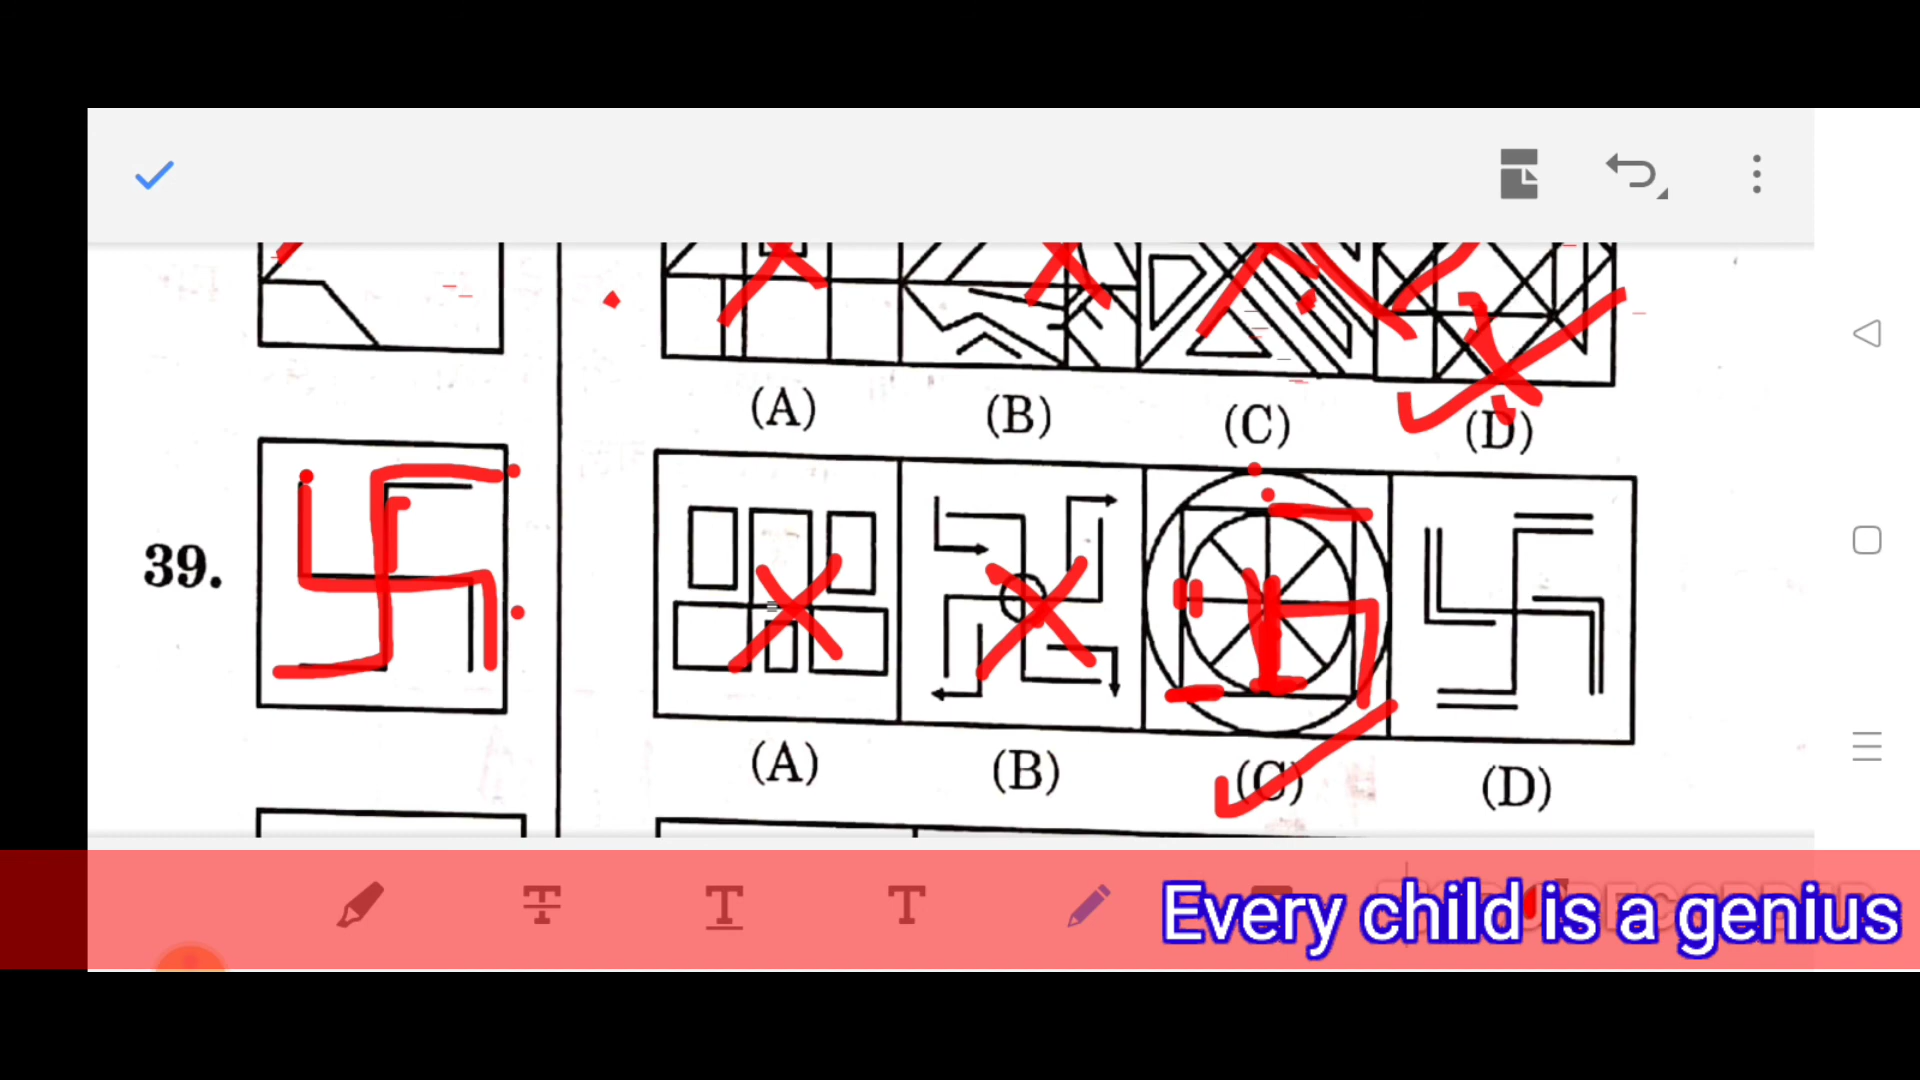 (A) (B) (C) (D)
39.
(A) (B) (C) (D)
T T T
Every child is a genius